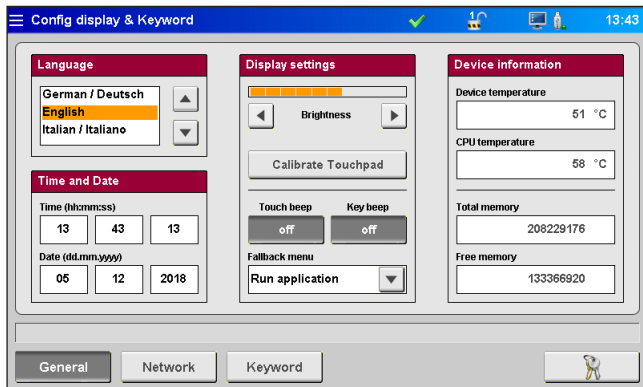 Config display & Keyword
13:43
Language
German / Deutsch
English
Italian / Italiano
Time and Date
Time (hh:mm:ss)
13 43 13
Date (dd.mm.yyyy)
05 12 2018
Display settings
Brightness
Calibrate Touchpad
Touch beep Key beep
off off
Fallback menu
Run application
Device information
Device temperature
51 °C
CPU temperature
58 °C
Total memory
208229176
Free memory
133366920
General Network Keyword